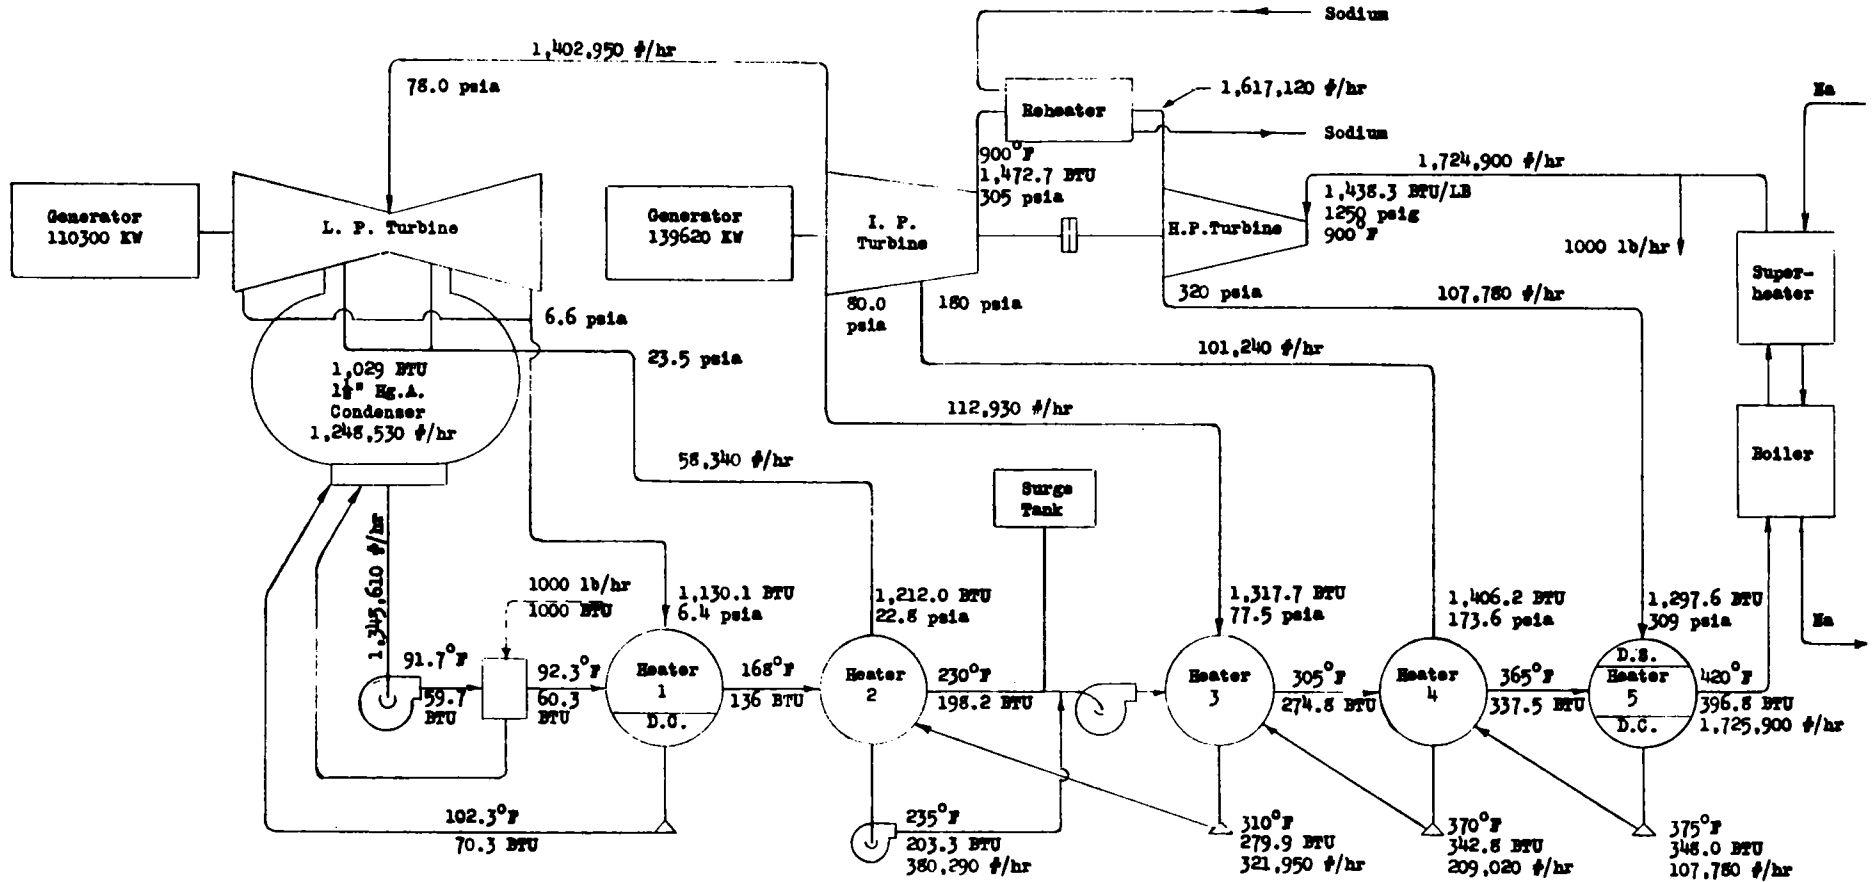 Sodium
1,402,950 #/hr
78.0 psia
Reheater
1,617,120 #/hr
Na
Sodium
900°F
1,472.7 BTU
305 psia
1,724,900 #/hr
1,438.3 BTU/LB
1250 psig
900°F
Generator
110300 KW
L. P. Turbine
Generator
139620 KW
I. P.
Turbine
H.P.Turbine
1000 lb/hr
Super-
heater
6.6 psia
80.0
psia
180 psia
320 psia
107,780 #/hr
23.5 psia
101,240 #/hr
1,029 BTU
1½" Hg.A.
Condenser
1,248,530 #/hr
112,930 #/hr
58,340 #/hr
Boiler
Surge
Tank
1,345,610 #/hr
1000 lb/hr
1000 BTU
1,130.1 BTU
6.4 psia
1,212.0 BTU
22.8 psia
1,317.7 BTU
77.5 psia
1,406.2 BTU
173.6 psia
1,297.6 BTU
309 psia
Na
91.7°F
59.7
BTU
92.3°F
60.3
BTU
Heater
1
D.C.
168°F
136 BTU
Heater
2
230°F
198.2 BTU
Heater
3
305°F
274.8 BTU
Heater
4
365°F
337.5 BTU
D.S.
Heater
5
D.C.
420°F
396.8 BTU
1,725,900 #/hr
102.3°F
70.3 BTU
235°F
203.3 BTU
380,290 #/hr
310°F
279.9 BTU
321,950 #/hr
370°F
342.8 BTU
209,020 #/hr
375°F
348.0 BTU
107,780 #/hr